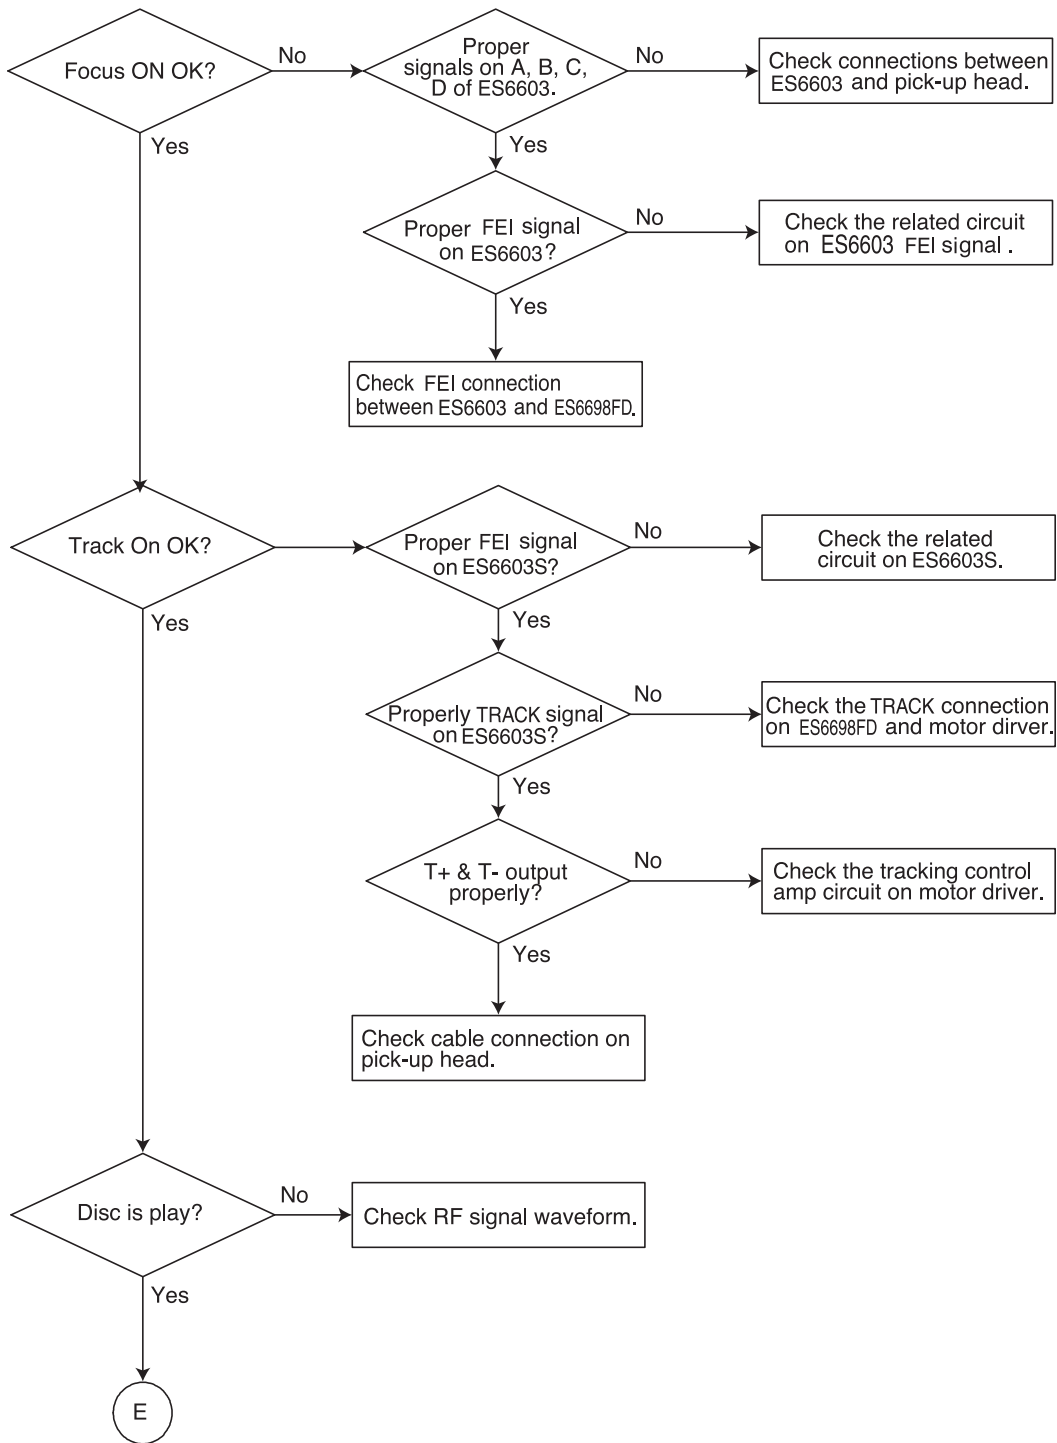 Focus ON OK?
No
Proper
signals on A, B, C,
D of ES6603.
No
Check connections between
ES6603 and pick-up head.
Yes
Yes
Proper FEI signal
on ES6603?
No
Check the related circuit
on ES6603 FEI signal .
Yes
Check FEI connection
between ES6603 and ES6698FD.
Track On OK?
Proper FEI signal
on ES6603S?
No
Check the related
circuit on ES6603S.
Yes
Yes
Properly TRACK signal
on ES6603S?
No
Check the TRACK connection
on ES6698FD and motor dirver.
Yes
T+ & T- output
properly?
No
Check the tracking control
amp circuit on motor driver.
Yes
Check cable connection on
pick-up head.
Disc is play?
No
Check RF signal waveform.
Yes
E